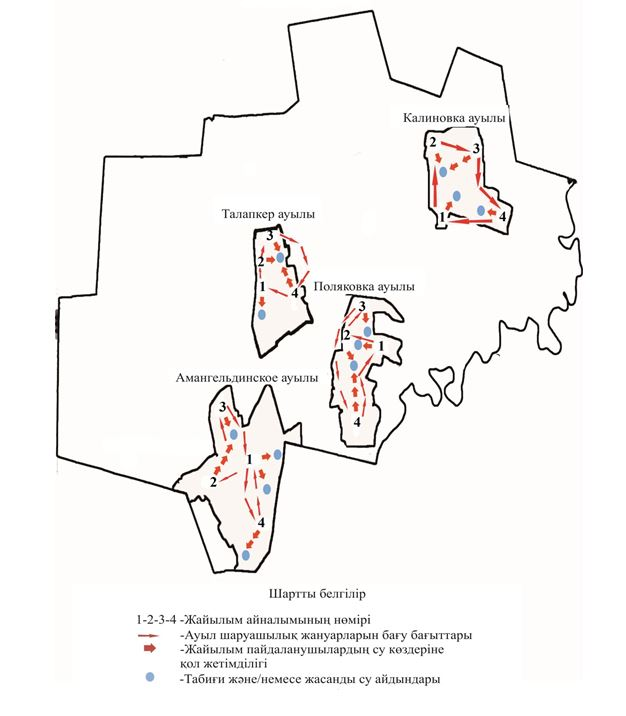 Калиновка ауылы
2
3
1
4
Талапкер ауылы
3
2
1
4
Поляковка ауылы
3
2
1
4
Амангельдинское ауылы
3
1
2
4
Шартты белгілір
1-2-3-4 -Жайылым айналымының нөмірі
-Ауыл шаруашылық жануарларын бағу бағыттары
-Жайылым пайдаланушылардың су көздеріне
қол жетімділігі
-Табиғи және/немесе жасанды су айдындары